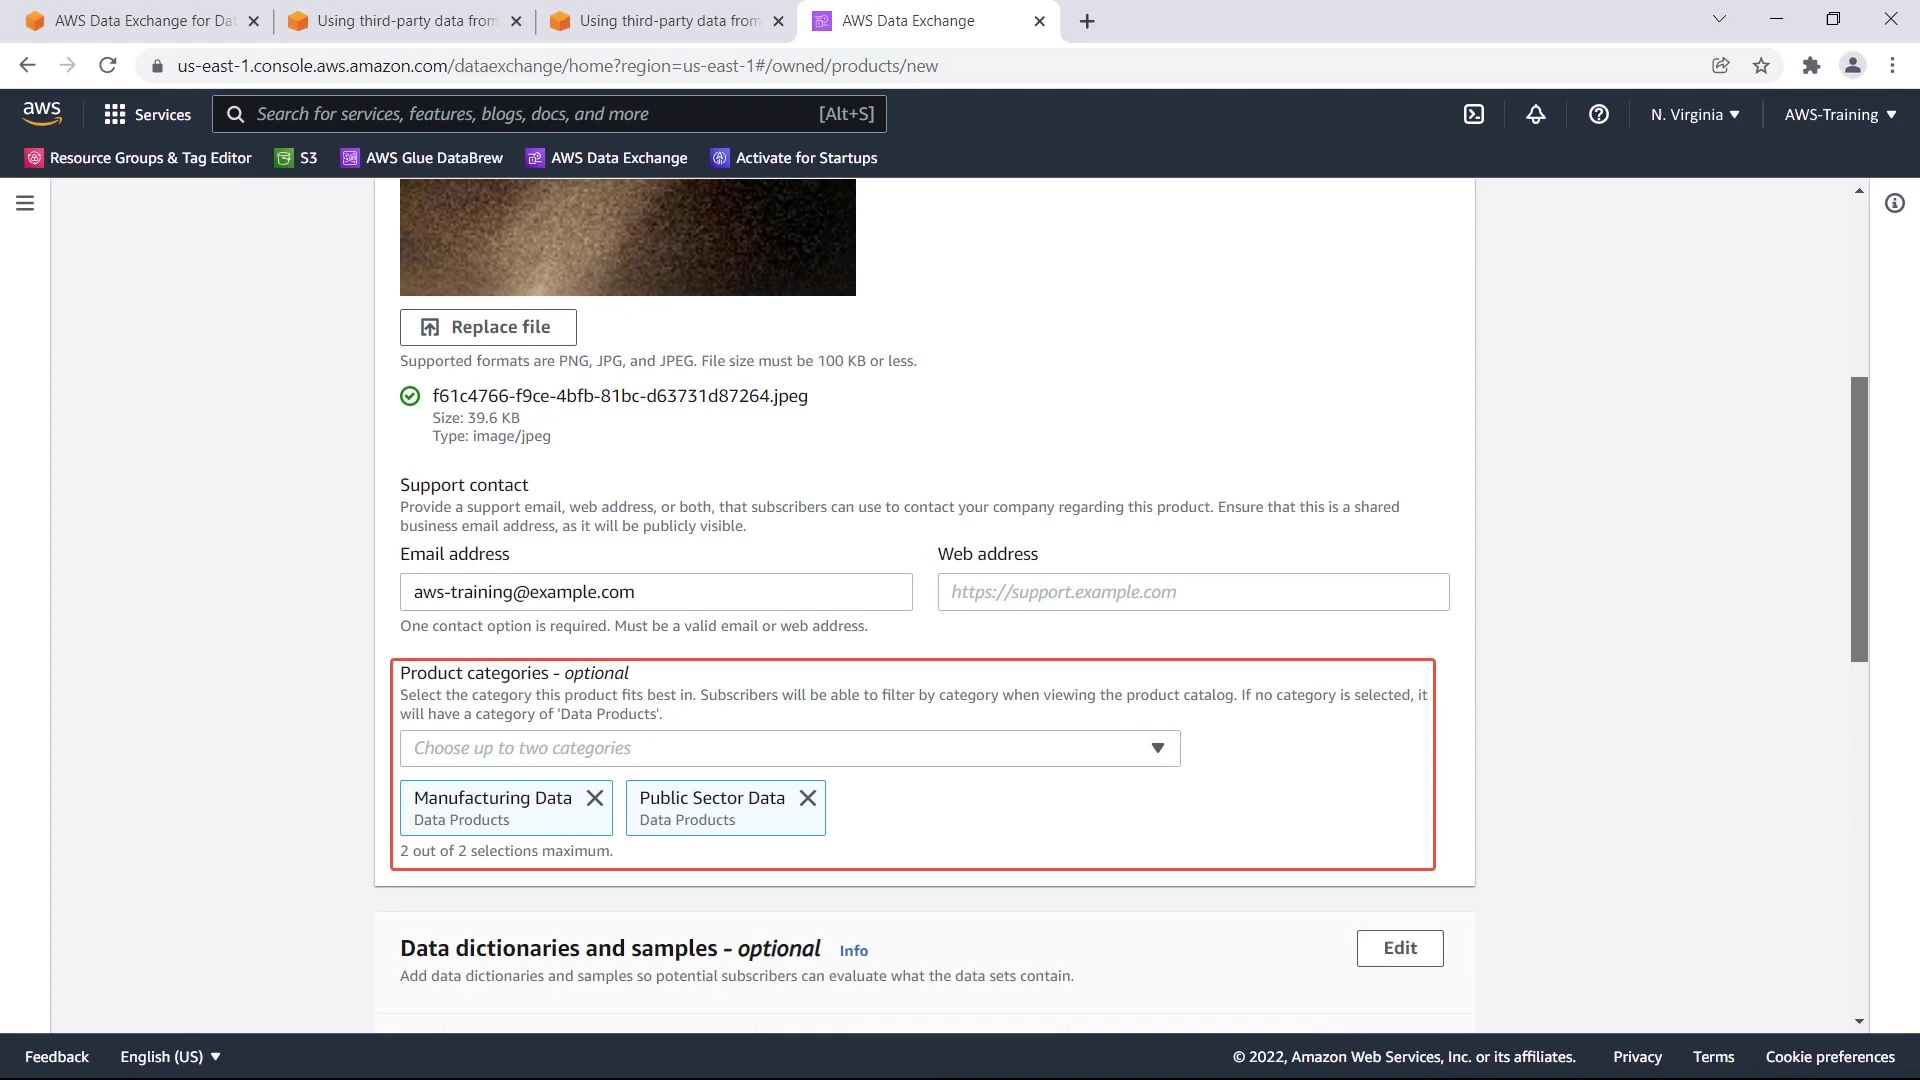 AWS Data Exchange for Dat
Using third-party data from
Using third-party data from
AWS Data Exchange
us-east-1.console.aws.amazon.com/dataexchange/home?region=us-east-1#/owned/products/new
aws
Services
Search for services, features, blogs, docs, and more
[Alt+S]
N. Virginia
AWS-Training
Resource Groups & Tag Editor
S3
AWS Glue DataBrew
AWS Data Exchange
Activate for Startups
Replace file
Supported formats are PNG, JPG, and JPEG. File size must be 100 KB or less.
f61c4766-f9ce-4bfb-81bc-d63731d87264.jpeg
Size: 39.6 KB
Type: image/jpeg
Support contact
Provide a support email, web address, or both, that subscribers can use to contact your company regarding this product. Ensure that this is a shared
business email address, as it will be publicly visible.
Email address
Web address
aws-training@example.com
https://support.example.com
One contact option is required. Must be a valid email or web address.
Product categories - optional
Select the category this product fits best in. Subscribers will be able to filter by category when viewing the product catalog. If no category is selected, it
will have a category of 'Data Products'.
Choose up to two categories
Manufacturing Data
Data Products
Public Sector Data
Data Products
2 out of 2 selections maximum.
Data dictionaries and samples - optional
Info
Edit
Add data dictionaries and samples so potential subscribers can evaluate what the data sets contain.
Feedback
English (US)
© 2022, Amazon Web Services, Inc. or its affiliates.
Privacy
Terms
Cookie preferences